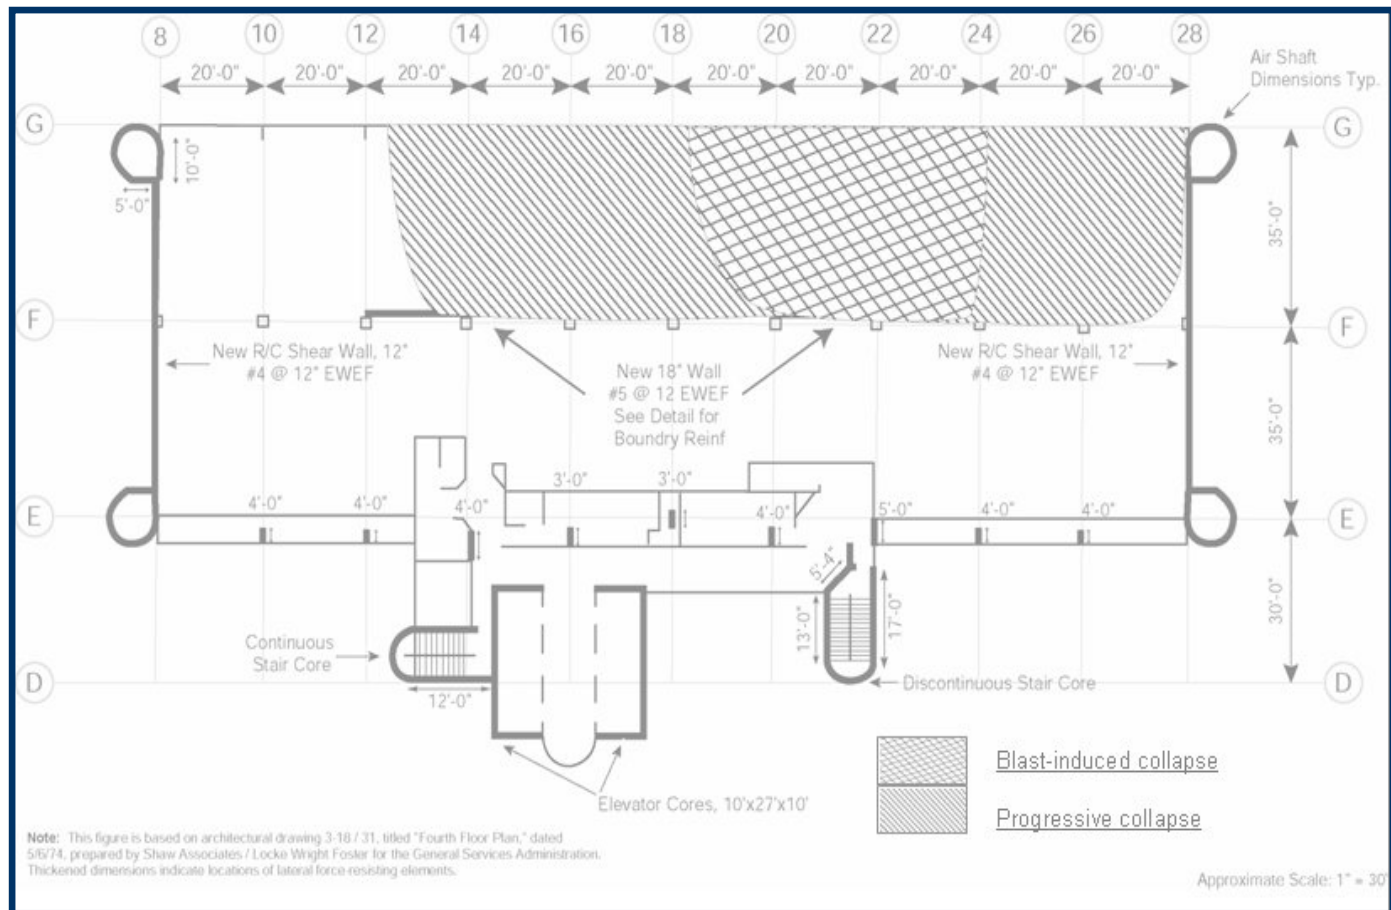 8 10 12 14 16 18 20 22 24 26 28
20'-0" 20'-0" 20'-0" 20'-0" 20'-0" 20'-0" 20'-0" 20'-0" 20'-0" 20'-0"
Air Shaft
Dimensions Typ.
G G
10'-0"
5'-0"
35'-0"
F F
New R/C Shear Wall, 12"
#4 @ 12" EWEF
New 18" Wall
#5 @ 12 EWEF
See Detail for
Boundry Reinf
New R/C Shear Wall, 12"
#4 @ 12" EWEF
35'-0"
3'-0" 3'-0"
4'-0" 4'-0" 4'-0" 4'-0" 5'-0" 4'-0" 4'-0"
E E
5'-4"
13'-0"
17'-0"
30'-0"
Continuous
Stair Core
D D
12'-0"
Discontinuous Stair Core
Elevator Cores, 10'x27'x10'
Blast-induced collapse
Progressive collapse
Note: This figure is based on architectural drawing 3-18 / 31, titled "Fourth Floor Plan," dated
5/6/74, prepared by Shaw Associates / Locke Wright Foster for the General Services Administration.
Thickened dimensions indicate locations of lateral force-resisting elements.
Approximate Scale: 1" = 30'